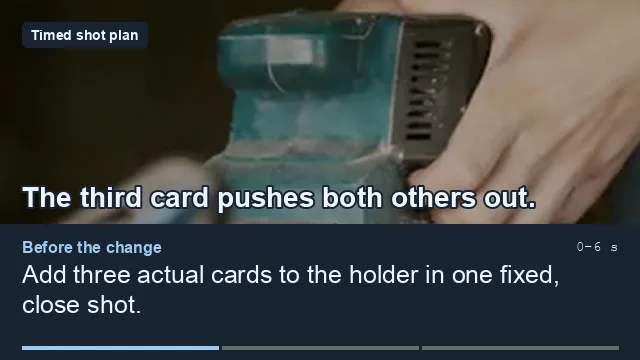 Timed shot plan
The third card pushes both others out.
Before the change
0–6 s
Add three actual cards to the holder in one fixed,
close shot.